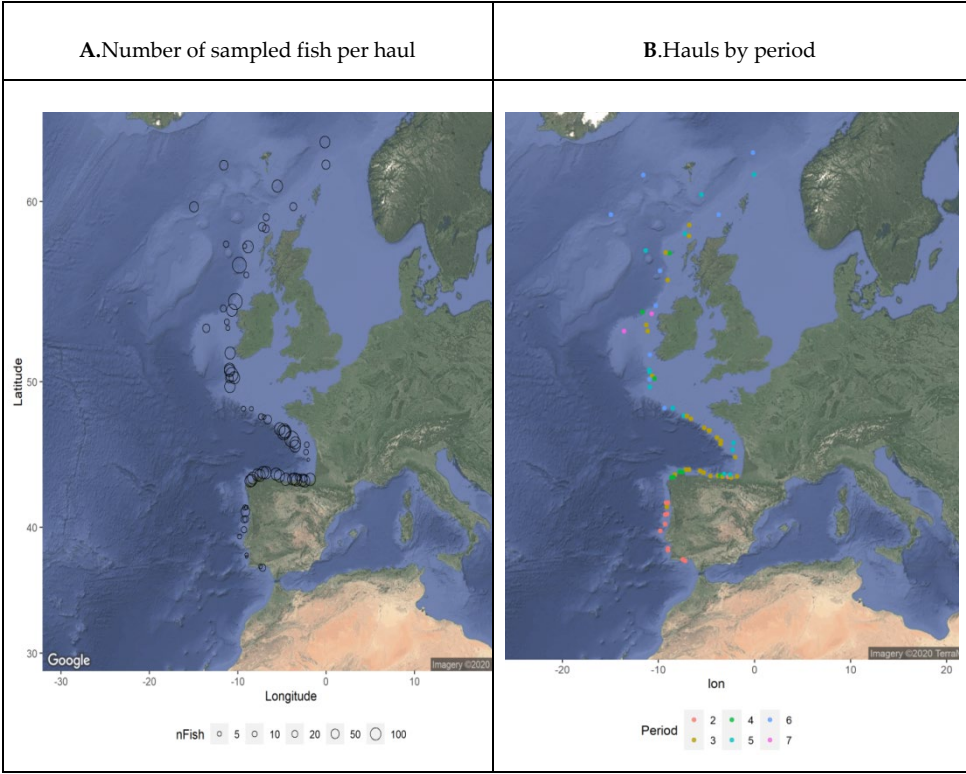 A.Number of sampled fish per haul
B.Hauls by period
60
50
40
30
Latitude
-30
-20
-10
0
10
Longitude
Google
Imagery ©2020
nFish 5 10 20 50 100
-20
-10
0
10
20
lon
Imagery ©2020 Terral
Period 2 4 6
3 5 7